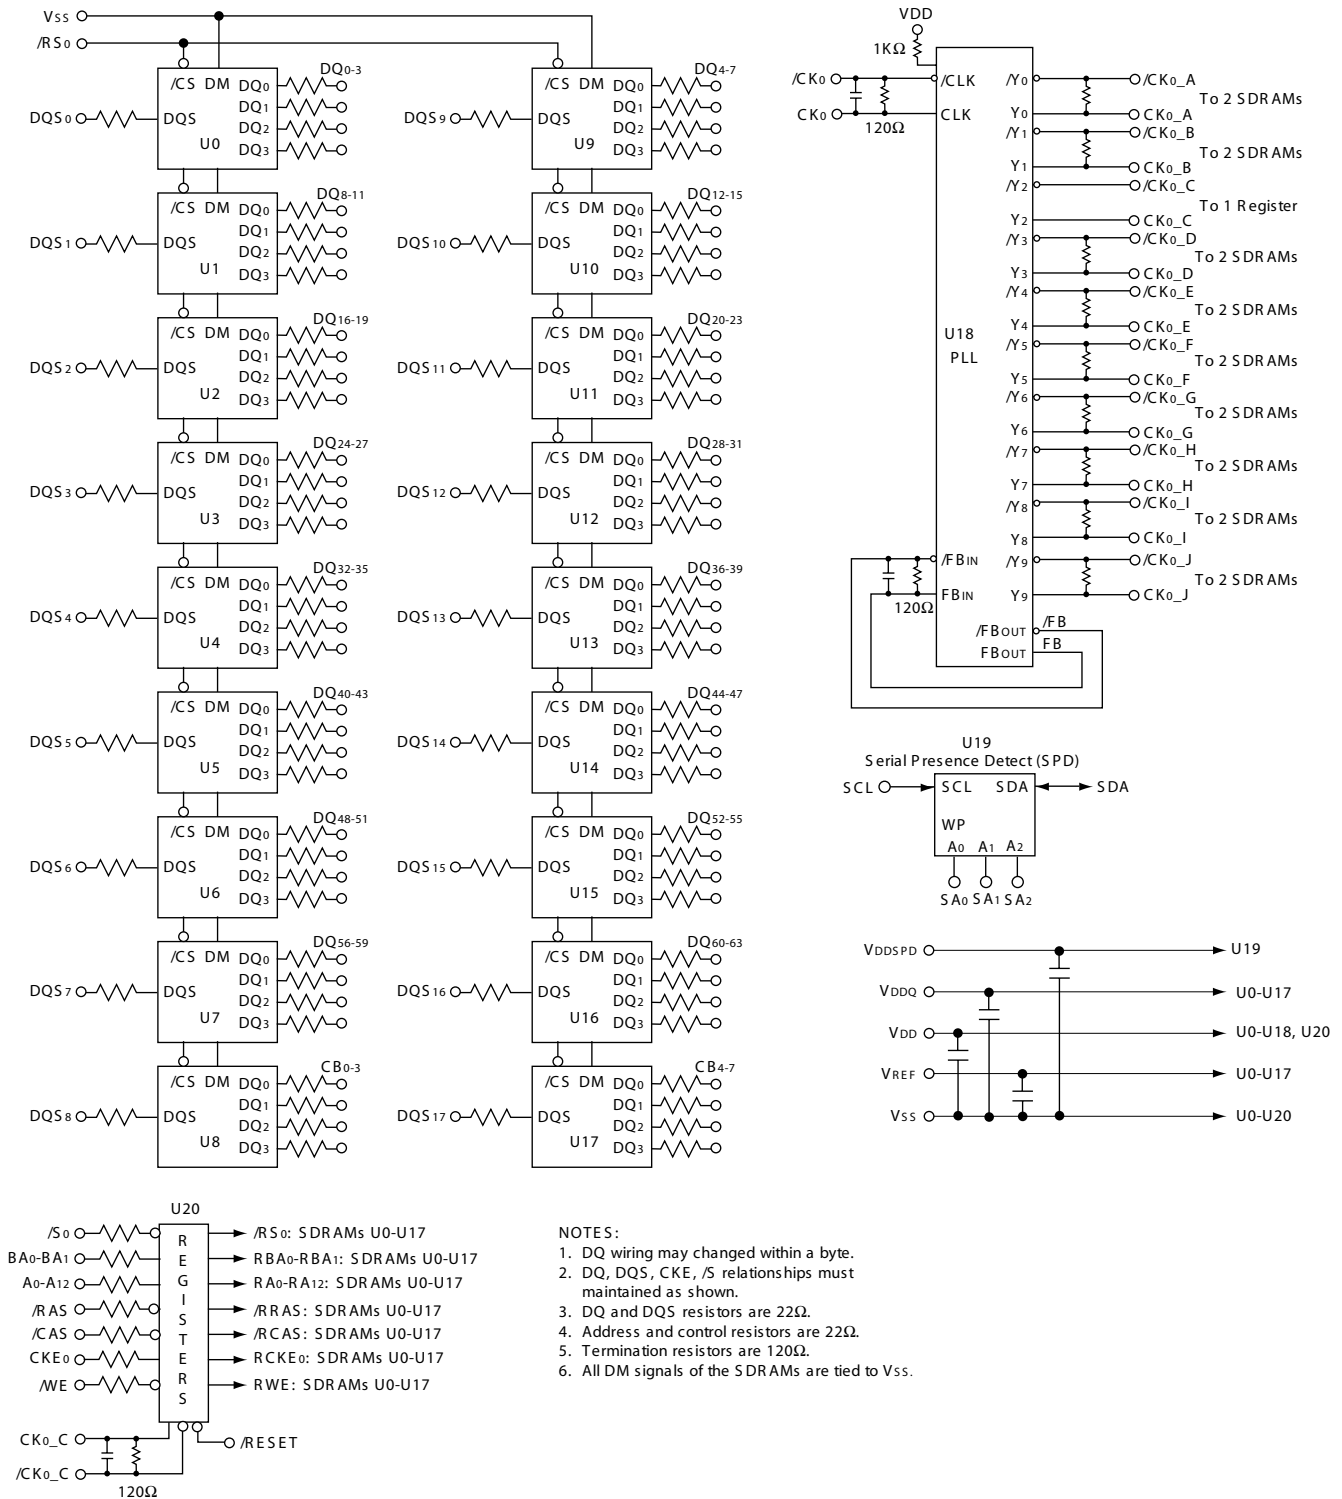 VSS
/RS0
DQ0-3
/CS DM DQ0
DQ1
DQS0 DQS
DQ2
U0
DQ3
DQ8-11
/CS DM DQ0
DQ1
DQS1 DQS
DQ2
U1
DQ3
DQ16-19
/CS DM DQ0
DQ1
DQS2 DQS
DQ2
U2
DQ3
DQ24-27
/CS DM DQ0
DQ1
DQS3 DQS
DQ2
U3
DQ3
DQ32-35
/CS DM DQ0
DQ1
DQS4 DQS
DQ2
U4
DQ3
DQ40-43
/CS DM DQ0
DQ1
DQS5 DQS
DQ2
U5
DQ3
DQ48-51
/CS DM DQ0
DQ1
DQS6 DQS
DQ2
U6
DQ3
DQ56-59
/CS DM DQ0
DQ1
DQS7 DQS
DQ2
U7
DQ3
CB0-3
/CS DM DQ0
DQ1
DQS8 DQS
DQ2
U8
DQ3
DQ4-7
/CS DM DQ0
DQ1
DQS9 DQS
DQ2
U9
DQ3
DQ12-15
/CS DM DQ0
DQ1
DQS10 DQS
DQ2
U10
DQ3
DQ20-23
/CS DM DQ0
DQ1
DQS11 DQS
DQ2
U11
DQ3
DQ28-31
/CS DM DQ0
DQ1
DQS12 DQS
DQ2
U12
DQ3
DQ36-39
/CS DM DQ0
DQ1
DQS13 DQS
DQ2
U13
DQ3
DQ44-47
/CS DM DQ0
DQ1
DQS14 DQS
DQ2
U14
DQ3
DQ52-55
/CS DM DQ0
DQ1
DQS15 DQS
DQ2
U15
DQ3
DQ60-63
/CS DM DQ0
DQ1
DQS16 DQS
DQ2
U16
DQ3
CB4-7
/CS DM DQ0
DQ1
DQS17 DQS
DQ2
U17
DQ3
VDD
1KΩ
/CK0 /CLK /Y0 /CK0_A
To 2 SDRAMs
CK0 CLK Y0 CK0_A
120Ω
/Y1 /CK0_B
To 2 SDRAMs
Y1 CK0_B
/Y2 /CK0_C
To 1 Register
Y2 CK0_C
/Y3 /CK0_D
To 2 SDRAMs
Y3 CK0_D
/Y4 /CK0_E
To 2 SDRAMs
Y4 CK0_E
U18
PLL
/Y5 /CK0_F
To 2 SDRAMs
Y5 CK0_F
/Y6 /CK0_G
To 2 SDRAMs
Y6 CK0_G
/Y7 /CK0_H
To 2 SDRAMs
Y7 CK0_H
/Y8 /CK0_I
To 2 SDRAMs
Y8 CK0_I
/FBIN /Y9 /CK0_J
To 2 SDRAMs
120Ω FBIN Y9 CK0_J
/FBOUT /FB
FBOUT FB
U19
Serial Presence Detect (SPD)
SCL SCL SDA SDA
WP
A0 A1 A2
SA0 SA1 SA2
VDDSPD U19
VDDQ U0-U17
VDD U0-U18, U20
VREF U0-U17
VSS U0-U20
U20
REGISTERS
/S0 /RS0: SDRAMs U0-U17
BA0-BA1 RBA0-RBA1: SDRAMs U0-U17
A0-A12 RA0-RA12: SDRAMs U0-U17
/RAS /RRAS: SDRAMs U0-U17
/CAS /RCAS: SDRAMs U0-U17
CKE0 RCKE0: SDRAMs U0-U17
/WE RWE: SDRAMs U0-U17
CK0_C
/RESET
/CK0_C
120Ω
NOTES:
1. DQ wiring may changed within a byte.
2. DQ, DQS, CKE, /S relationships must
maintained as shown.
3. DQ and DQS resistors are 22Ω.
4. Address and control resistors are 22Ω.
5. Termination resistors are 120Ω.
6. All DM signals of the SDRAMs are tied to VSS.